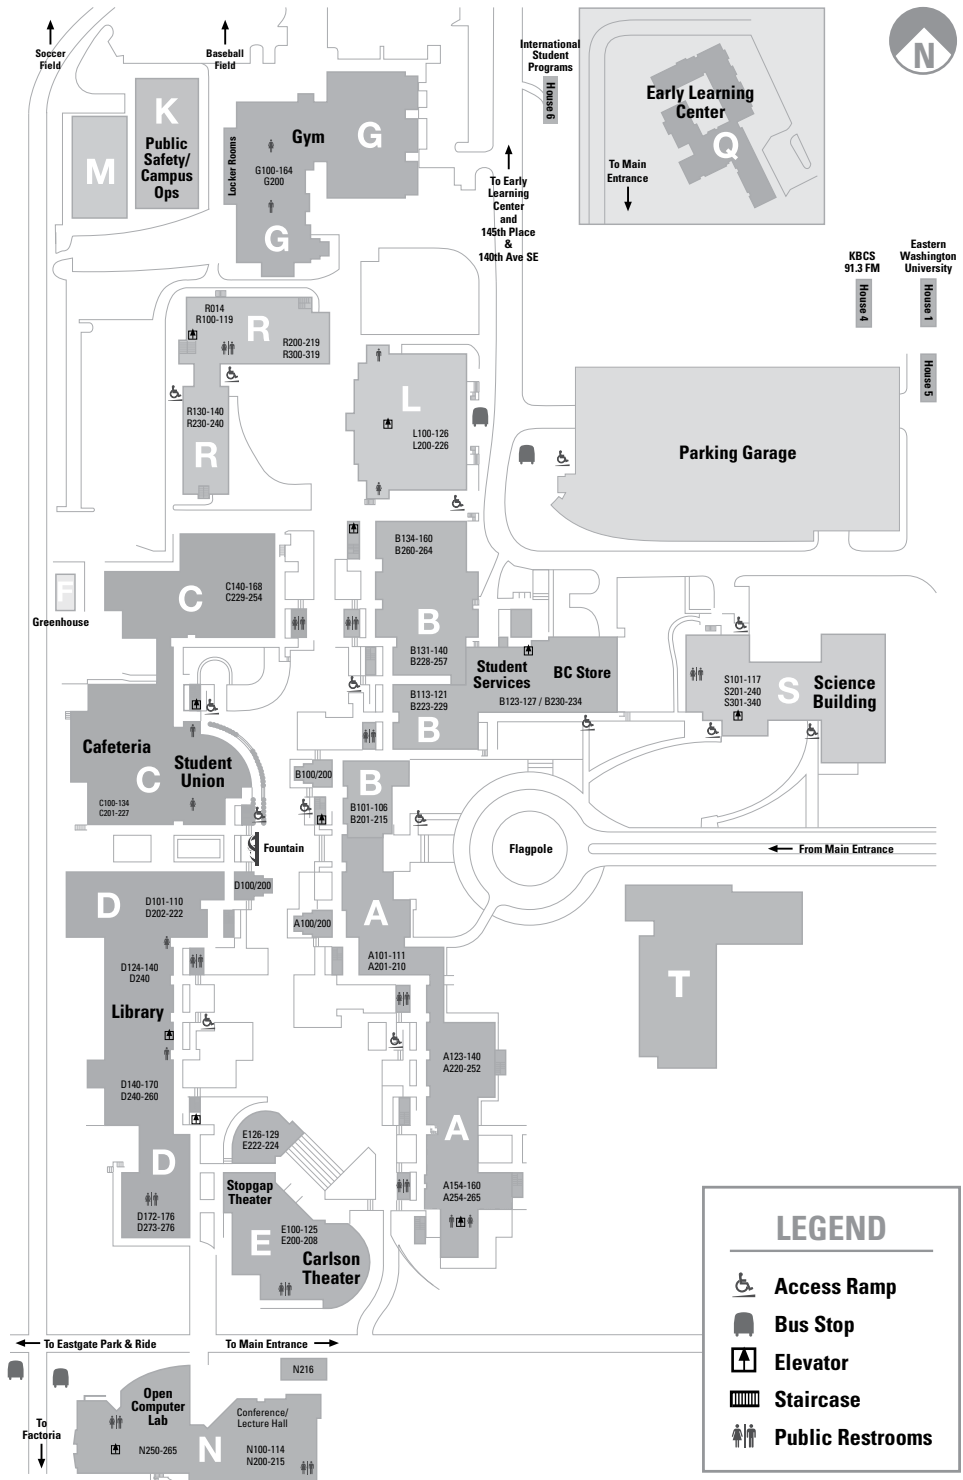 Soccer
Field
Baseball
Field
International
Student
Programs
House 6
N
K
Public
Safety/
Campus
Ops
M
Locker Rooms
Gym
G
G100-164
G200
G
Early Learning
Center
Q
To Main
Entrance
To Early
Learning
Center
and
145th Place
&
140th Ave SE
KBCS
91.3 FM
House 4
Eastern
Washington
University
House 1
House 5
R014
R100-119
R
R200-219
R300-319
R130-140
R230-240
R
L
L100-126
L200-226
Parking Garage
F
Greenhouse
C140-168
C229-254
C
B134-160
B260-264
B
B131-140
B228-257
Student
Services
BC Store
B123-127 / B230-234
B113-121
B223-229
B
S101-117
S201-240
S301-340
S
Science
Building
Cafeteria
Student
Union
C
C100-134
C201-227
B100/200
B
B101-106
B201-215
Fountain
Flagpole
From Main Entrance
D
D101-110
D202-222
D100/200
A100/200
A
A101-111
A201-210
D124-140
D240
Library
T
A123-140
A220-252
D140-170
D240-260
A
E126-129
E222-224
D
D172-176
D273-276
Stopgap
Theater
E
E100-125
E200-208
Carlson
Theater
A154-160
A254-265
To Eastgate Park & Ride
To Main Entrance
N216
Open
Computer
Lab
N250-265
Conference/
Lecture Hall
N
N100-114
N200-215
To
Factoria
LEGEND
Access Ramp
Bus Stop
Elevator
Staircase
Public Restrooms